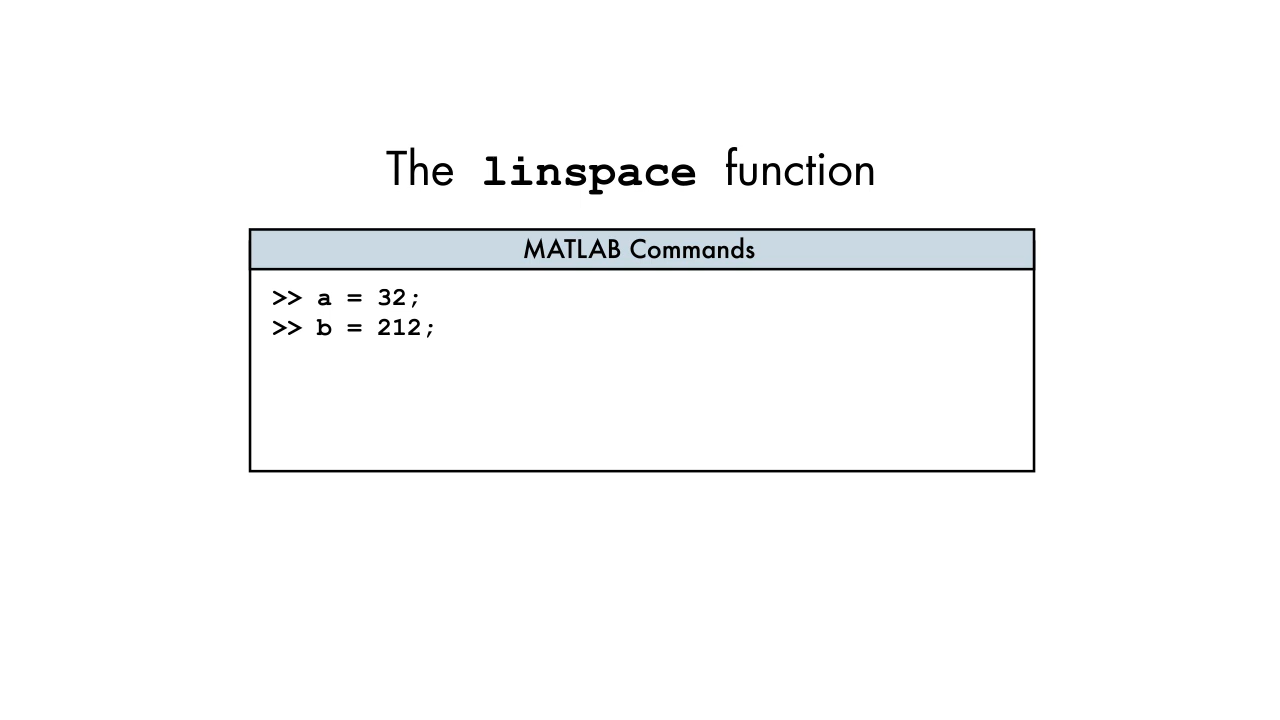 The linspace function
MATLAB Commands
>> a = 32;
>> b = 212;